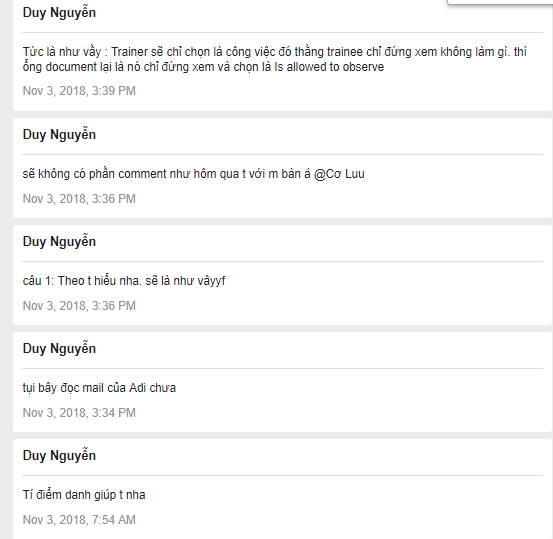 Duy Nguyễn
Tức là như vầy : Trainer sẽ chỉ chọn là công việc đó thằng trainee chỉ đứng xem không làm gì. thì
ổng document lại là nó chỉ đứng xem và chọn là Is allowed to observe
Nov 3, 2018, 3:39 PM
Duy Nguyễn
sẽ không có phần comment như hôm qua t với m bàn á @Cơ Luu
Nov 3, 2018, 3:36 PM
Duy Nguyễn
câu 1: Theo t hiểu nha. sẽ là như vâyyf
Nov 3, 2018, 3:36 PM
Duy Nguyễn
tụi bây đọc mail của Adi chưa
Nov 3, 2018, 3:34 PM
Duy Nguyễn
Tí điểm danh giúp t nha
Nov 3, 2018, 7:54 AM